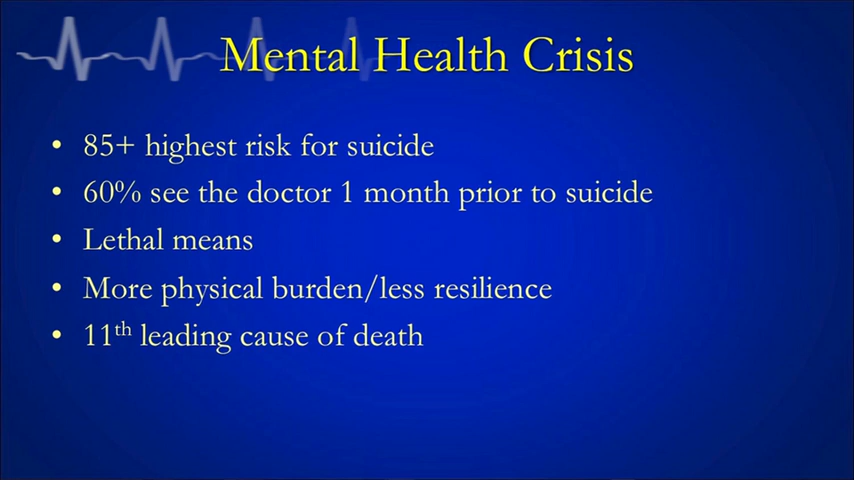 Mental Health Crisis
• 85+ highest risk for suicide
• 60% see the doctor 1 month prior to suicide
• Lethal means
• More physical burden/less resilience
• 11th leading cause of death